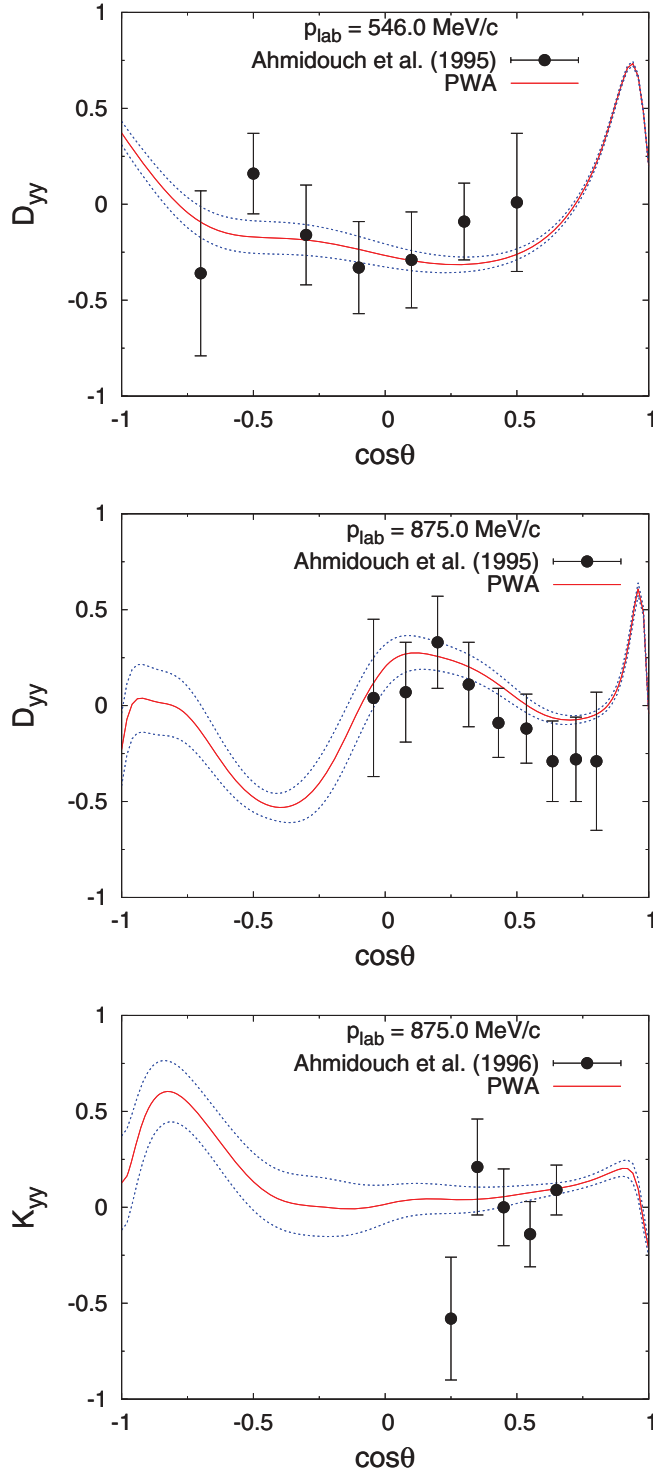 p_lab = 546.0 MeV/c
Ahmidouch et al. (1995)
PWA
1
0.5
0
-0.5
-1
D_yy
-1 -0.5 0 0.5 1
cosθ
p_lab = 875.0 MeV/c
Ahmidouch et al. (1995)
PWA
1
0.5
0
-0.5
-1
D_yy
-1 -0.5 0 0.5 1
cosθ
p_lab = 875.0 MeV/c
Ahmidouch et al. (1996)
PWA
1
0.5
0
-0.5
-1
K_yy
-1 -0.5 0 0.5 1
cosθ